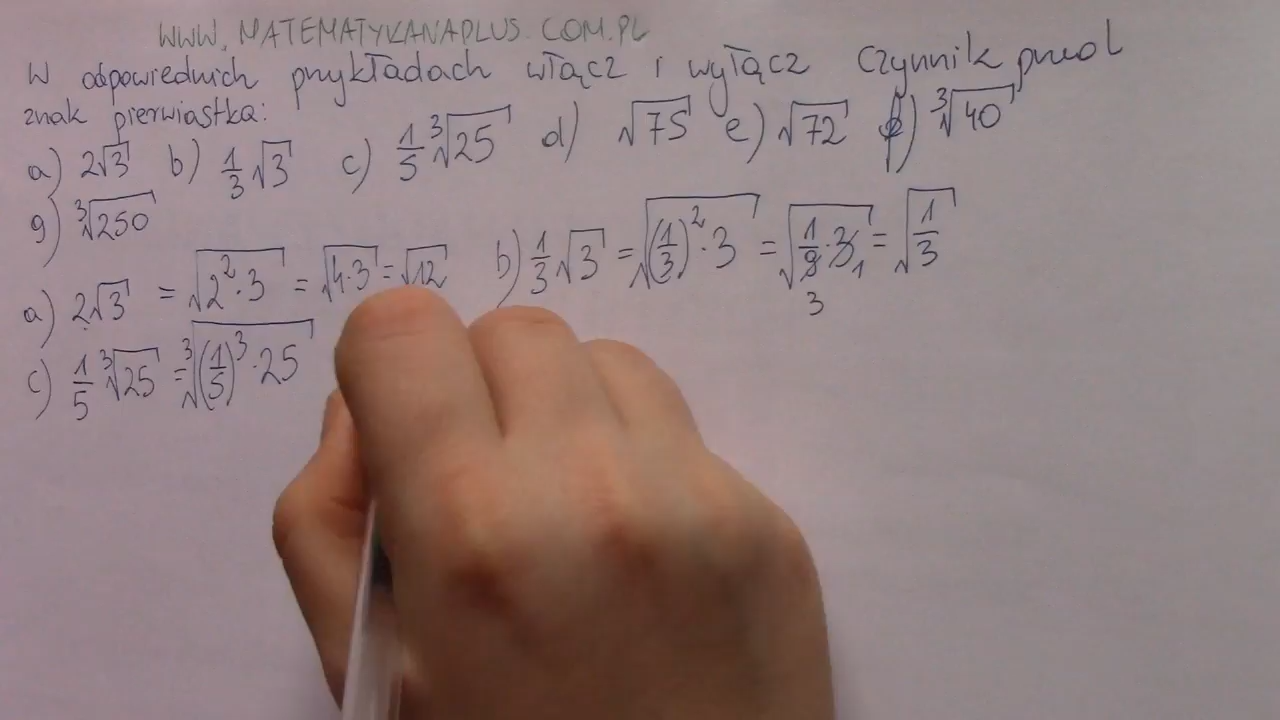 WWW.MATEMATYKANAPLUS.COM.PL
W odpowiednich przykładach włącz i wyłącz czynnik przed
znak pierwiastka:
a) 2√3 b) 1/3 √3 c) 1/5 ∛25 d) √75 e) √72 f) ∛40
g) ∛250
a) 2√3 = √(2²·3) = √(4·3) = √12 b) 1/3 √3 = √((1/3)²·3) = √(1/9·3) = √(1/3)
3 1
c) 1/5 ∛25 = ∛((1/5)³·25)